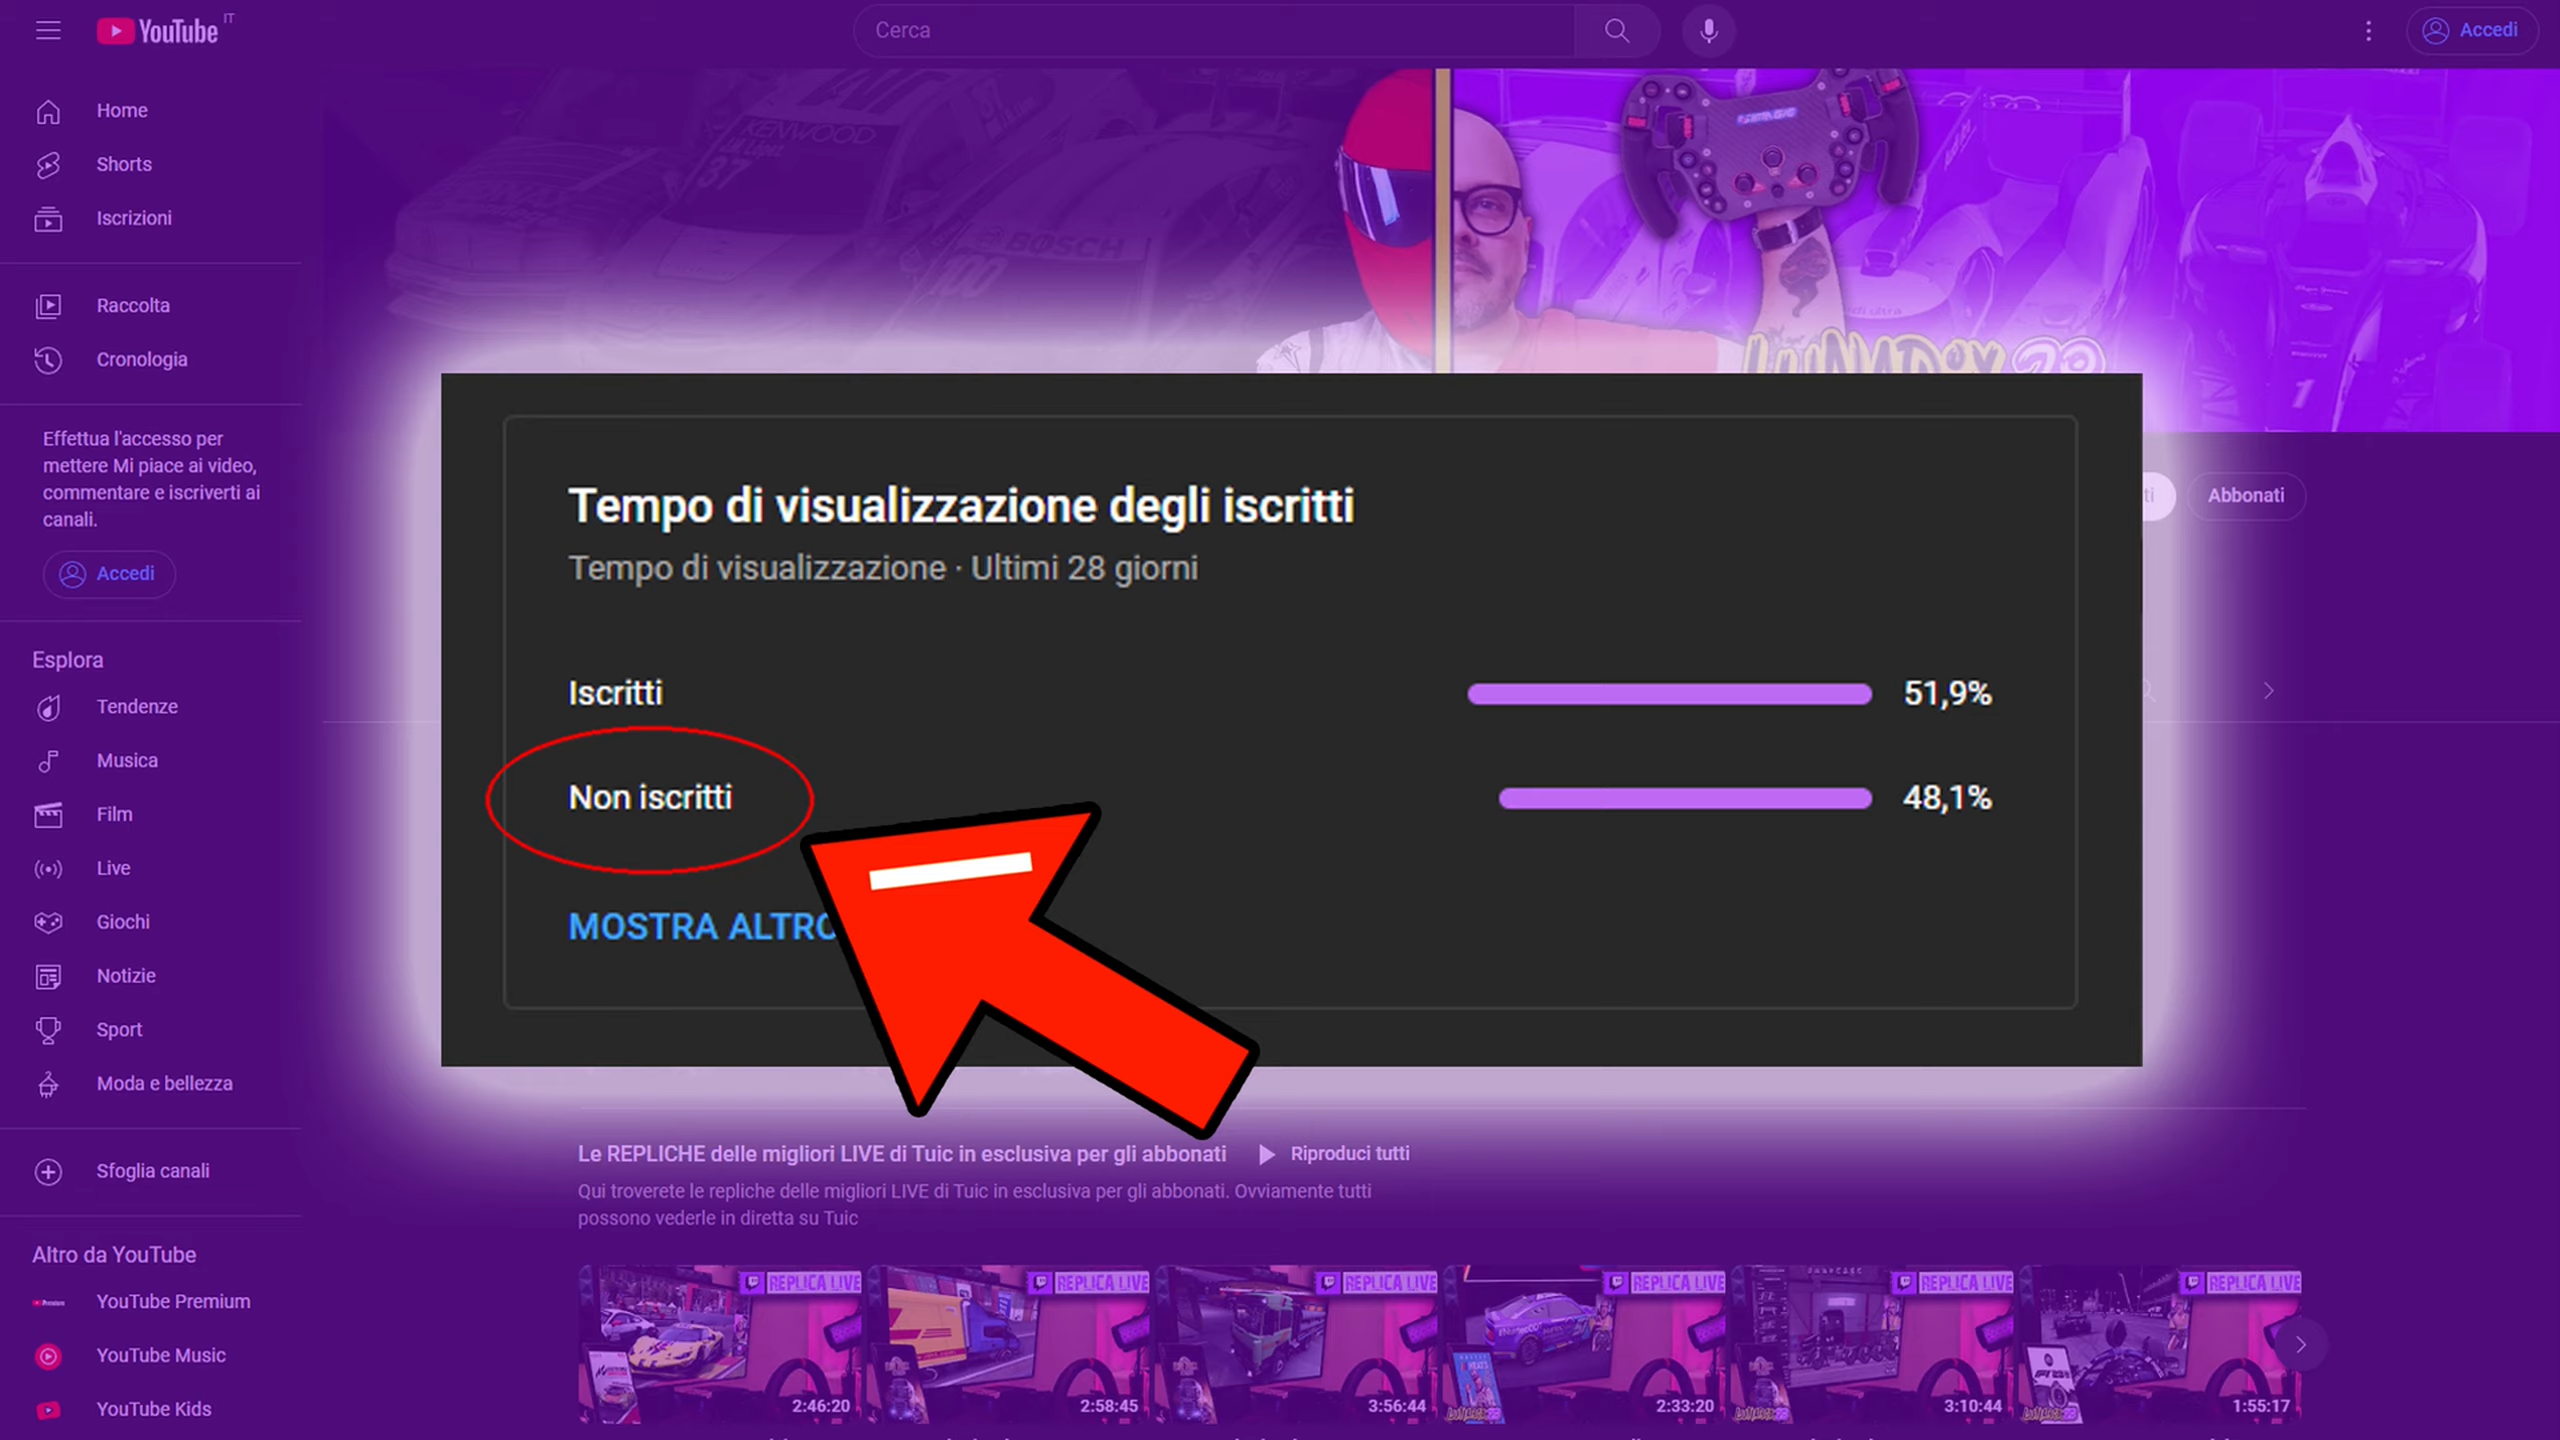 YouTube IT
Cerca
Accedi
Home
Shorts
Iscrizioni
Raccolta
Cronologia
Effettua l'accesso per
mettere Mi piace ai video,
commentare e iscriverti ai
canali.
Accedi
Esplora
Tendenze
Musica
Film
Live
Giochi
Notizie
Sport
Moda e bellezza
Sfoglia canali
Altro da YouTube
YouTube Premium
YouTube Music
YouTube Kids
KENWOOD
37
BOSCH
100
1
Abbonati
Tempo di visualizzazione degli iscritti
Tempo di visualizzazione · Ultimi 28 giorni
Iscritti 51,9%
Non iscritti 48,1%
MOSTRA ALTRO
Le REPLICHE delle migliori LIVE di Tuic in esclusiva per gli abbonati
Riproduci tutti
Qui troverete le repliche delle migliori LIVE di Tuic in esclusiva per gli abbonati. Ovviamente tutti
possono vederle in diretta su Tuic
REPLICA LIVE
2:46:20
REPLICA LIVE
2:58:45
REPLICA LIVE
3:56:44
REPLICA LIVE
2:33:20
REPLICA LIVE
3:10:44
REPLICA LIVE
1:55:17